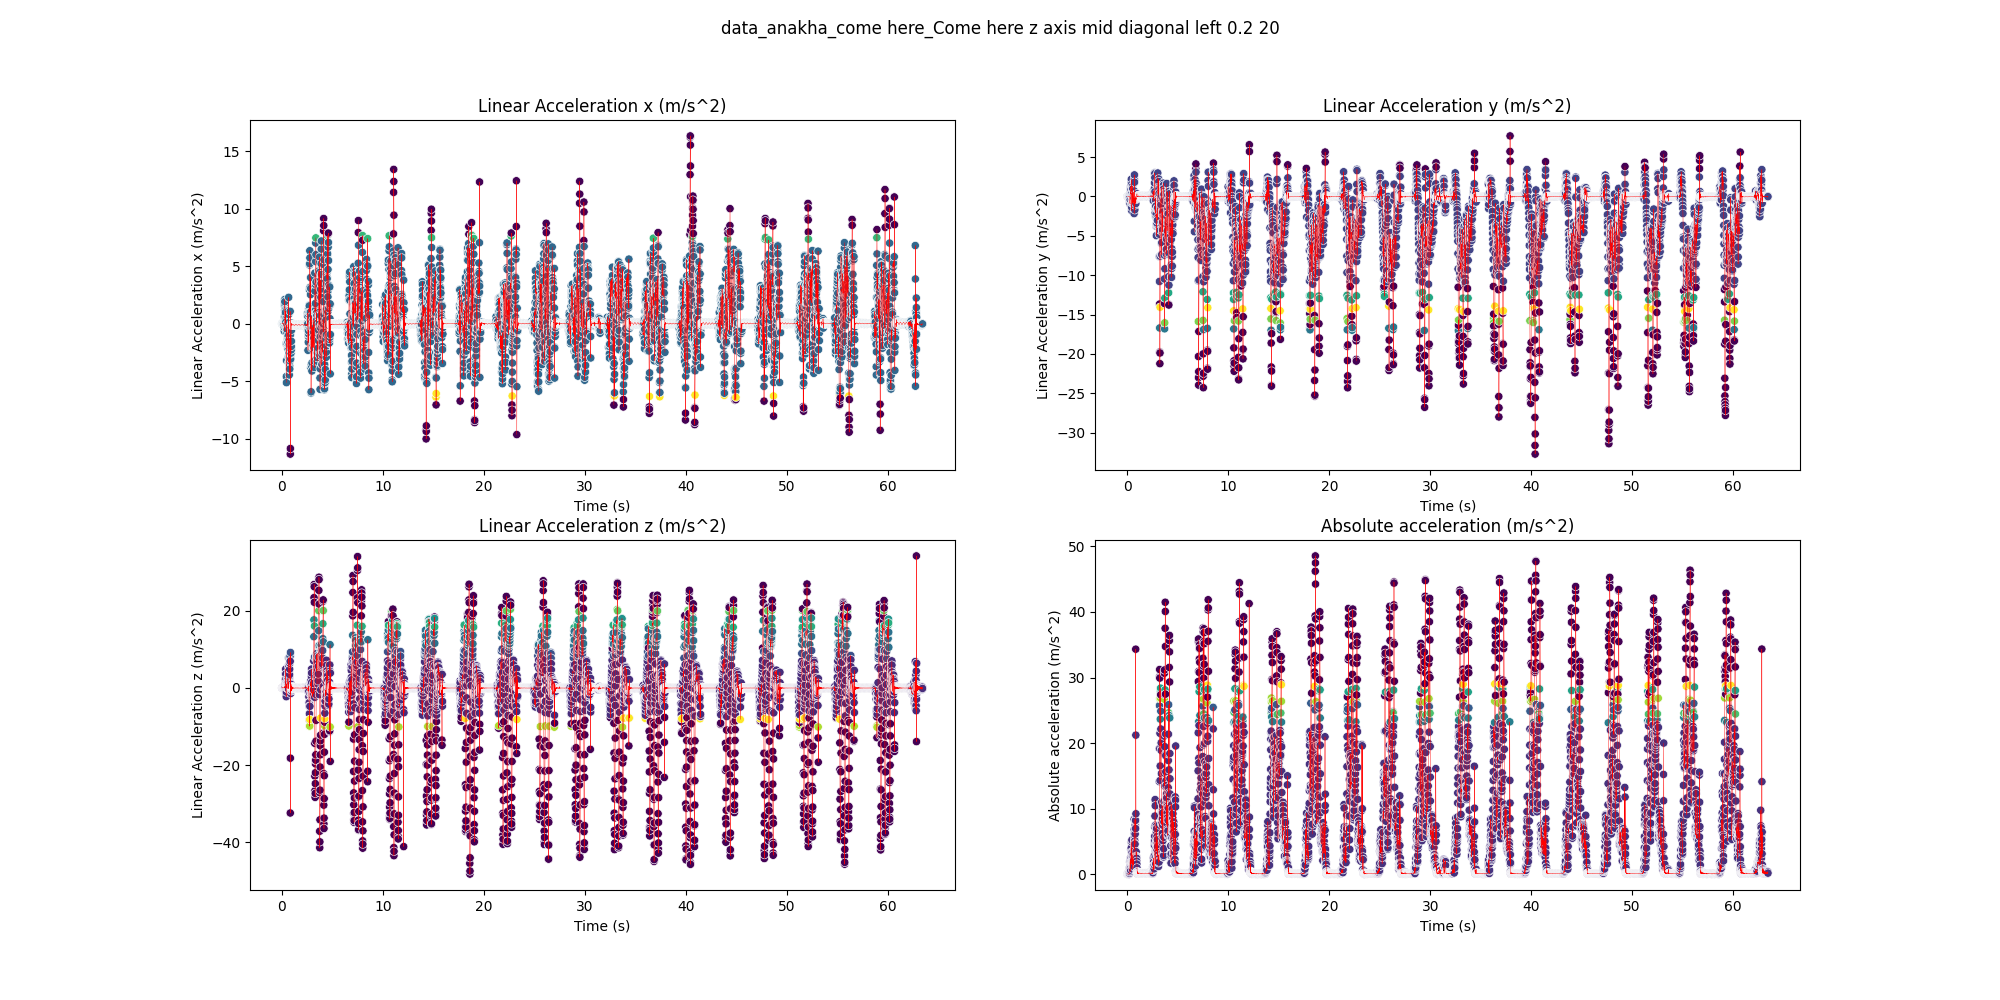 data_anakha_come here_Come here z axis mid diagonal left 0.2 20
Linear Acceleration x (m/s^2)
Linear Acceleration x (m/s^2)
15
10
5
0
−5
−10
0 10 20 30 40 50 60
Time (s)
Linear Acceleration y (m/s^2)
Linear Acceleration y (m/s^2)
5
0
−5
−10
−15
−20
−25
−30
0 10 20 30 40 50 60
Time (s)
Linear Acceleration z (m/s^2)
Linear Acceleration z (m/s^2)
20
0
−20
−40
0 10 20 30 40 50 60
Time (s)
Absolute acceleration (m/s^2)
Absolute acceleration (m/s^2)
50
40
30
20
10
0
0 10 20 30 40 50 60
Time (s)